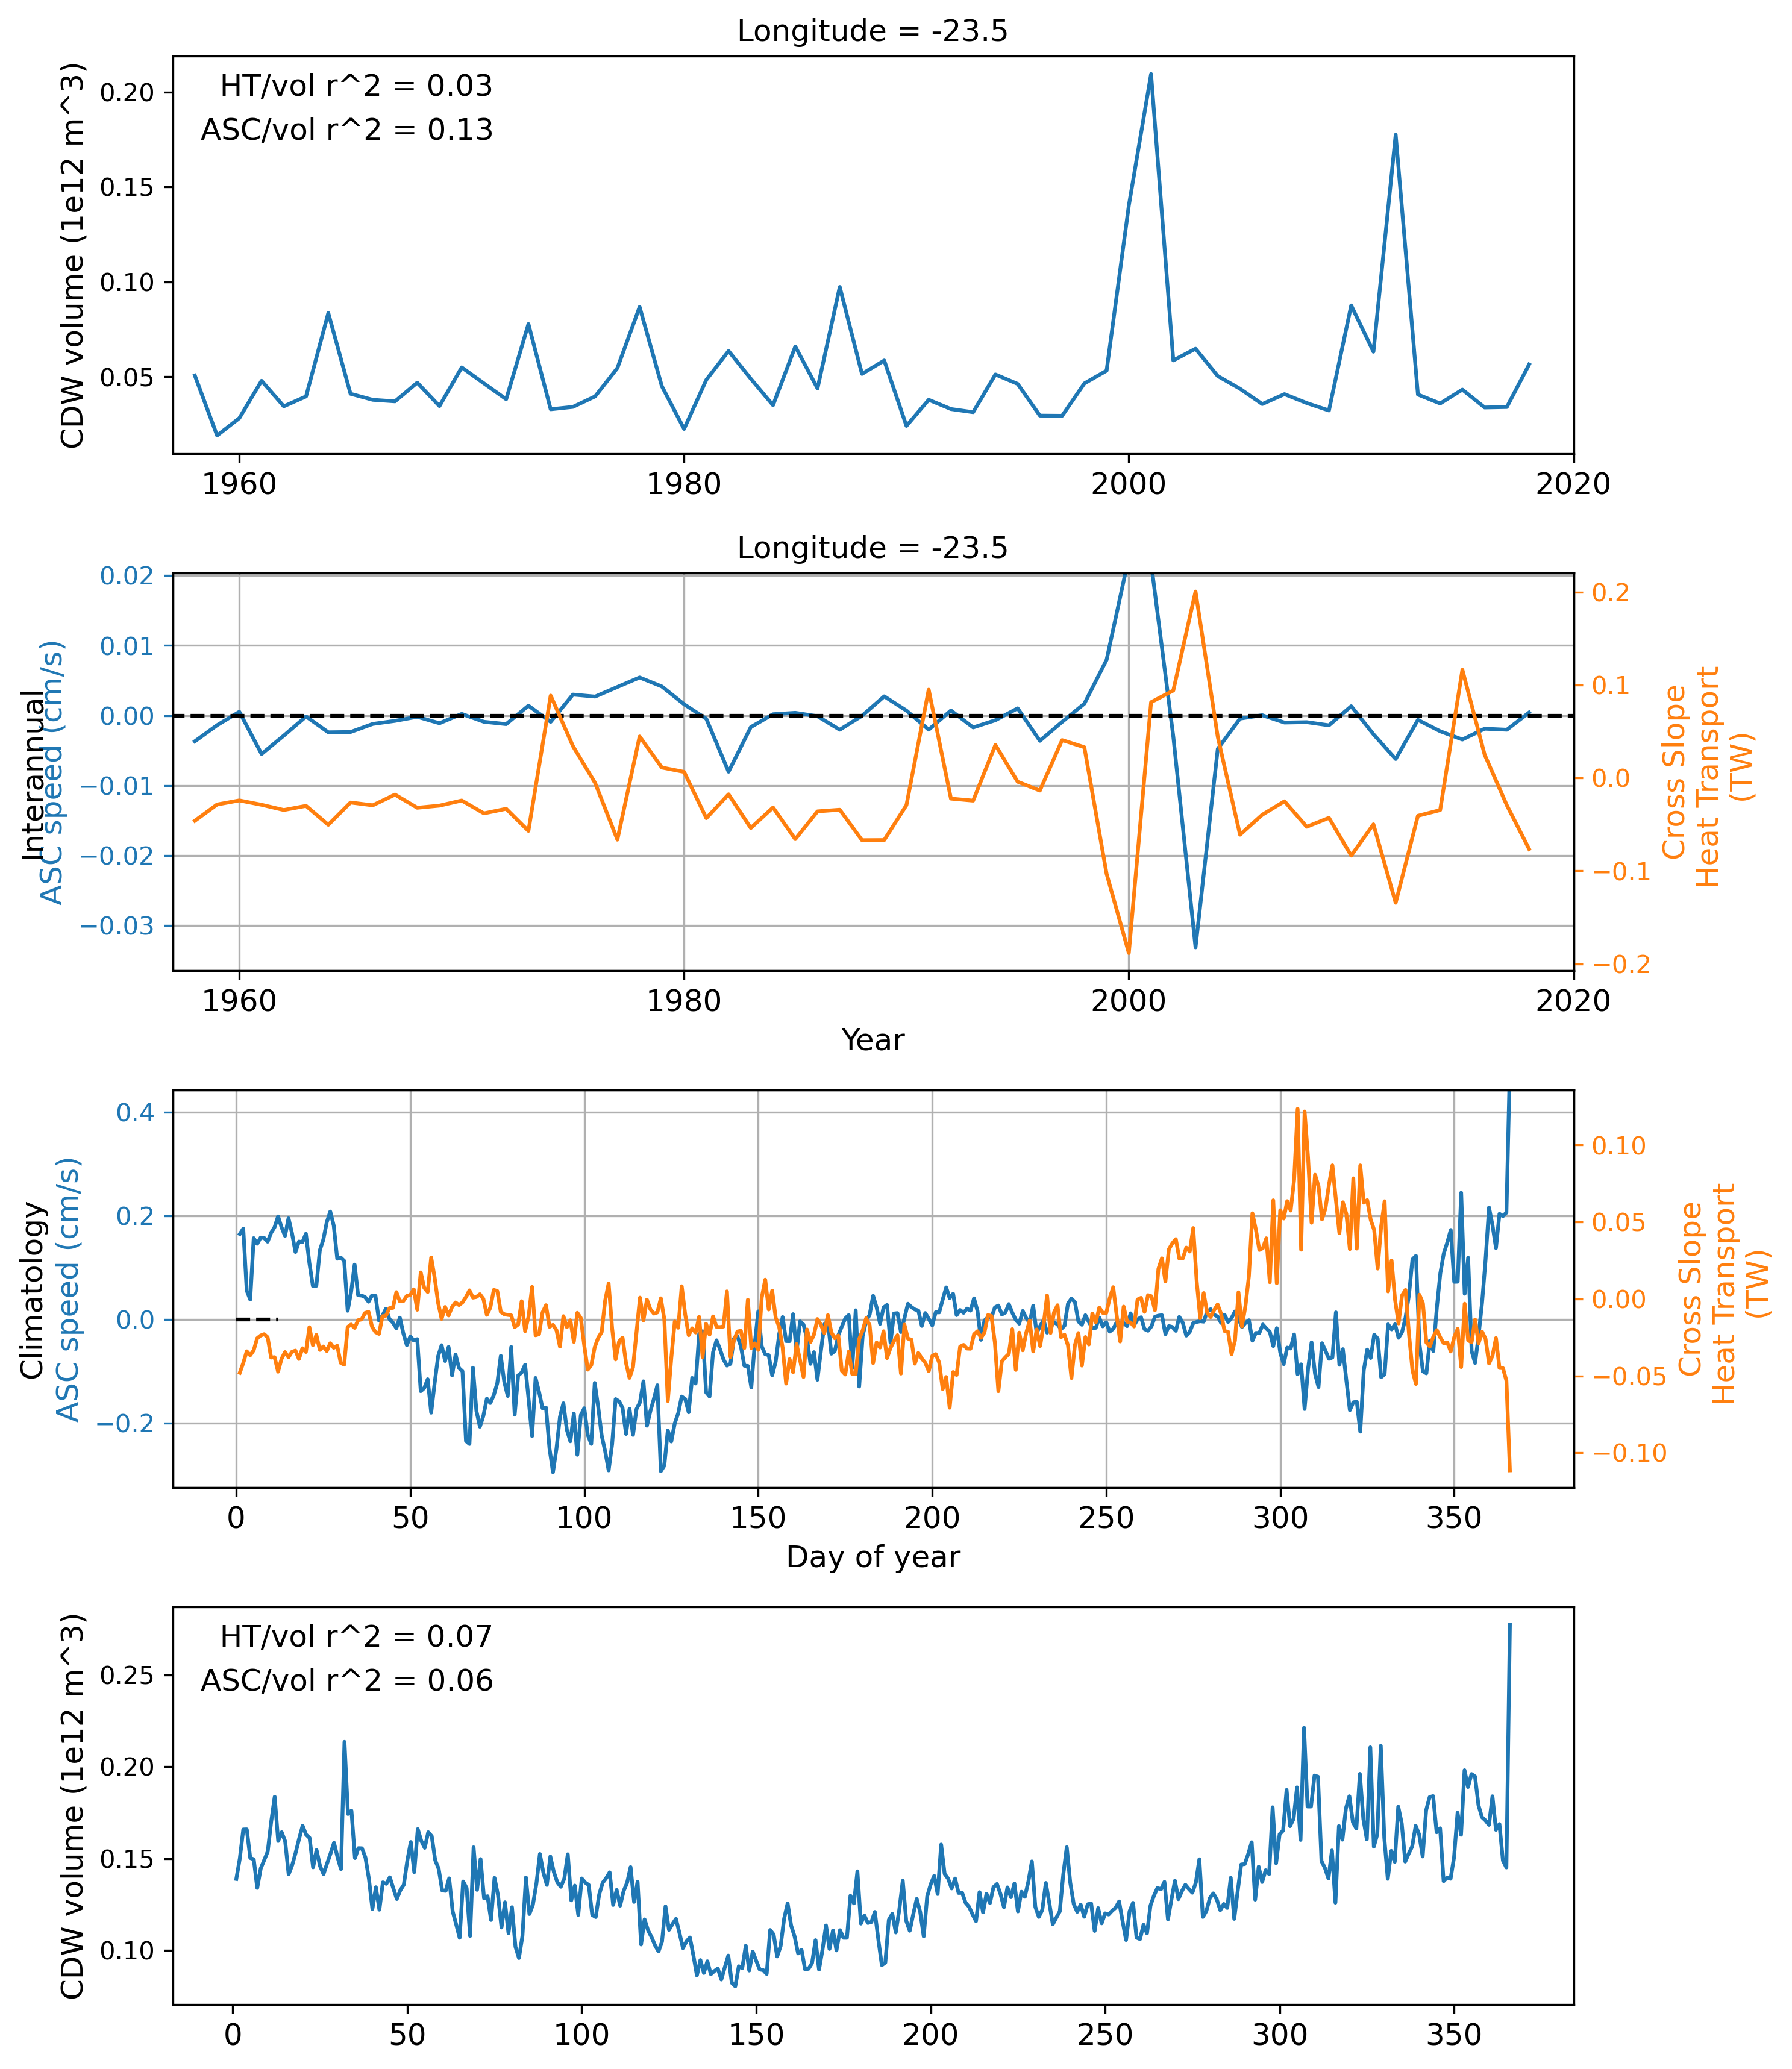 Longitude = -23.5
CDW volume (1e12 m^3)
HT/vol r^2 = 0.03
ASC/vol r^2 = 0.13
0.20
0.15
0.10
0.05
1960 1980 2000 2020
Longitude = -23.5
Interannual
ASC speed (cm/s)
0.02
0.01
0.00
−0.01
−0.02
−0.03
0.2
0.1
0.0
−0.1
−0.2
Cross Slope
Heat Transport
(TW)
1960 1980 2000 2020
Year
Climatology
ASC speed (cm/s)
0.4
0.2
0.0
−0.2
0.10
0.05
0.00
−0.05
−0.10
Cross Slope
Heat Transport
(TW)
0 50 100 150 200 250 300 350
Day of year
CDW volume (1e12 m^3)
HT/vol r^2 = 0.07
ASC/vol r^2 = 0.06
0.25
0.20
0.15
0.10
0 50 100 150 200 250 300 350